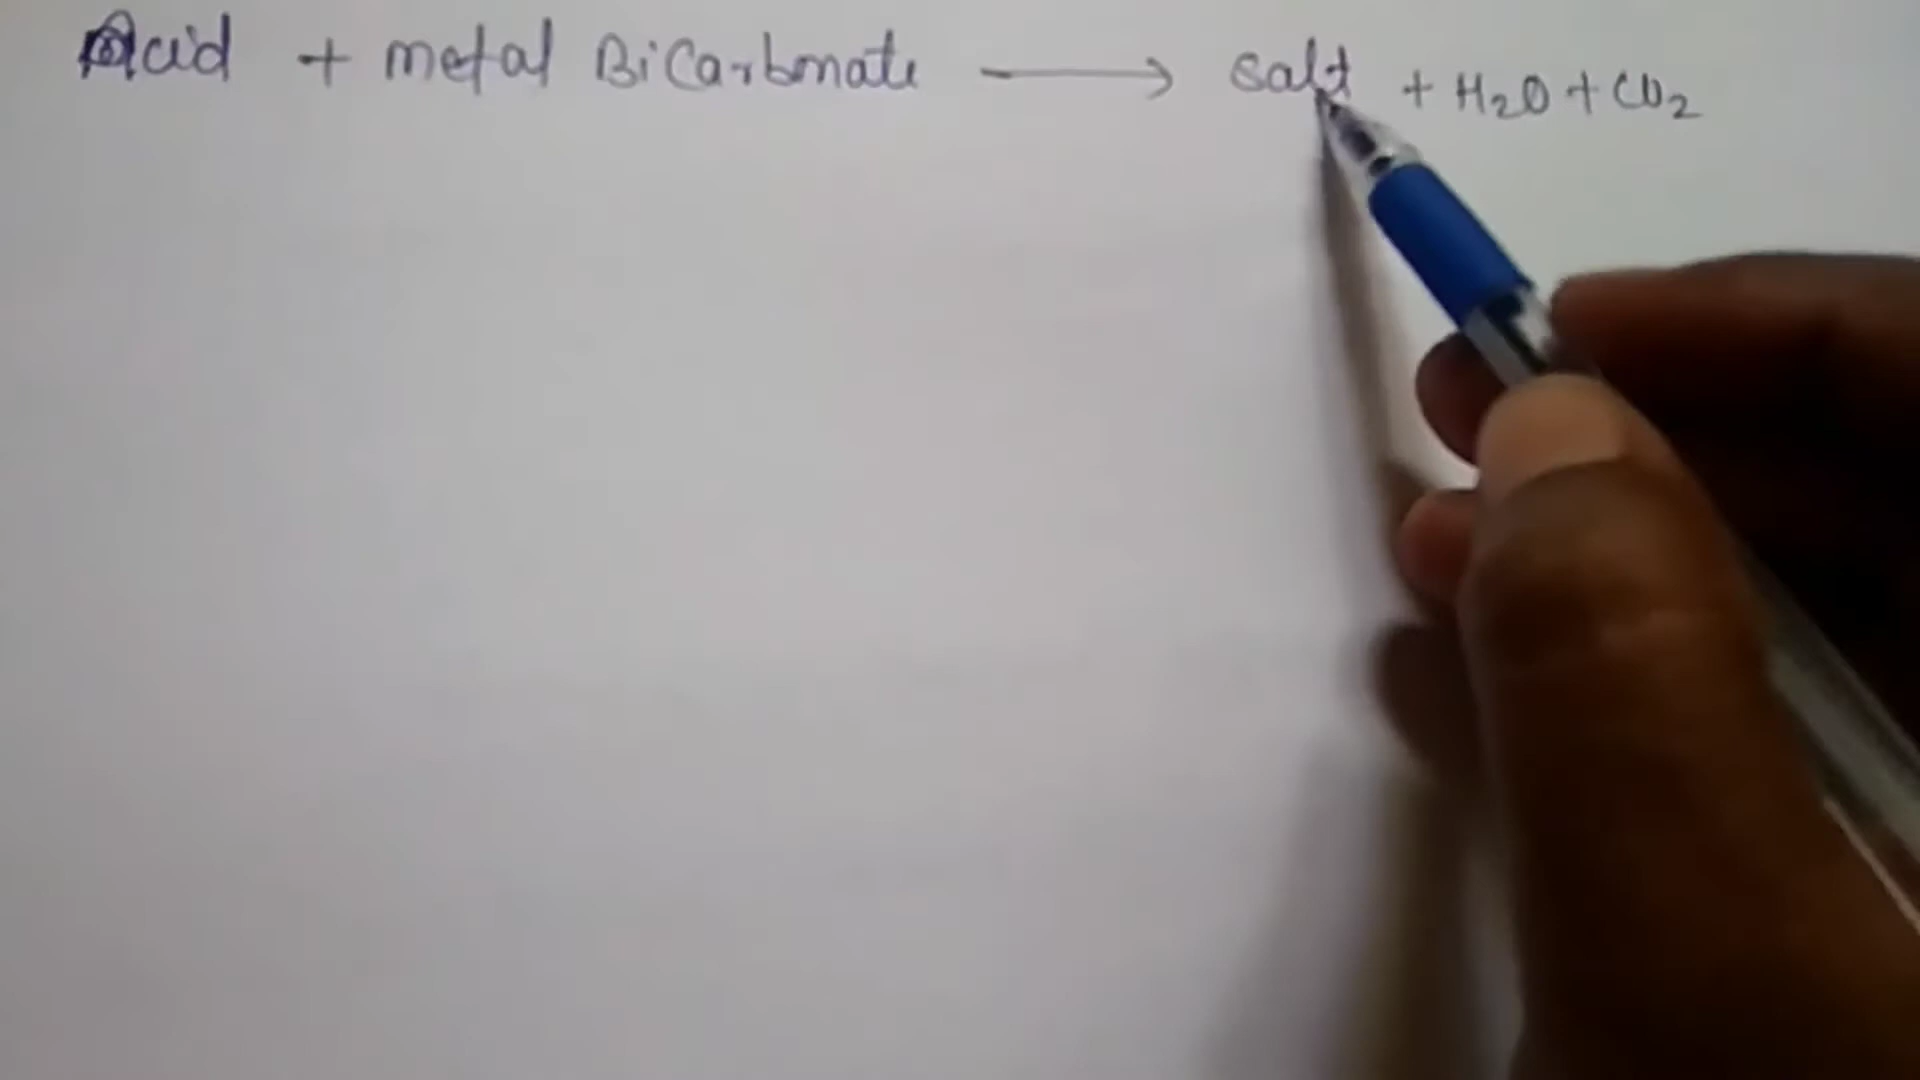 Acid + metal BiCarbonate → salt + H2O + CO2